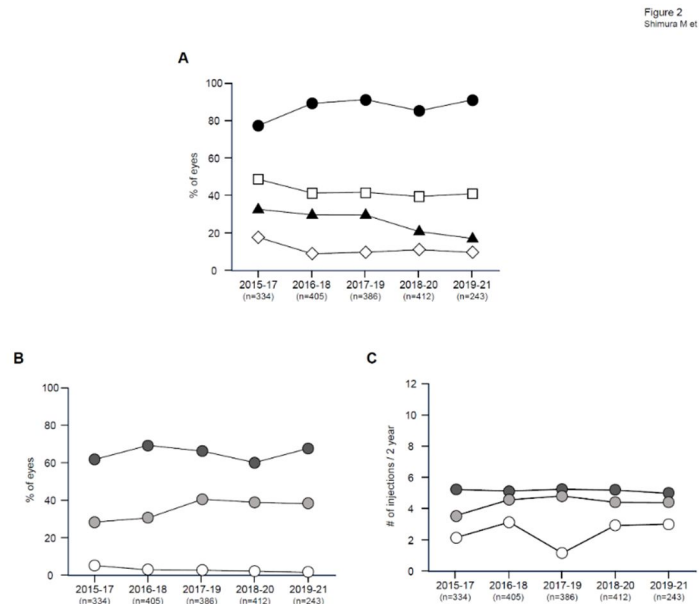 Figure 2
Shimura M et
A
100
80
60
40
20
0
% of eyes
2015-17 2016-18 2017-19 2018-20 2019-21
(n=334) (n=405) (n=386) (n=412) (n=243)
B
100
80
60
40
20
0
% of eyes
2015-17 2016-18 2017-19 2018-20 2019-21
(n=334) (n=405) (n=386) (n=412) (n=243)
C
12
10
8
6
4
2
0
# of injections / 2 year
2015-17 2016-18 2017-19 2018-20 2019-21
(n=334) (n=405) (n=386) (n=412) (n=243)